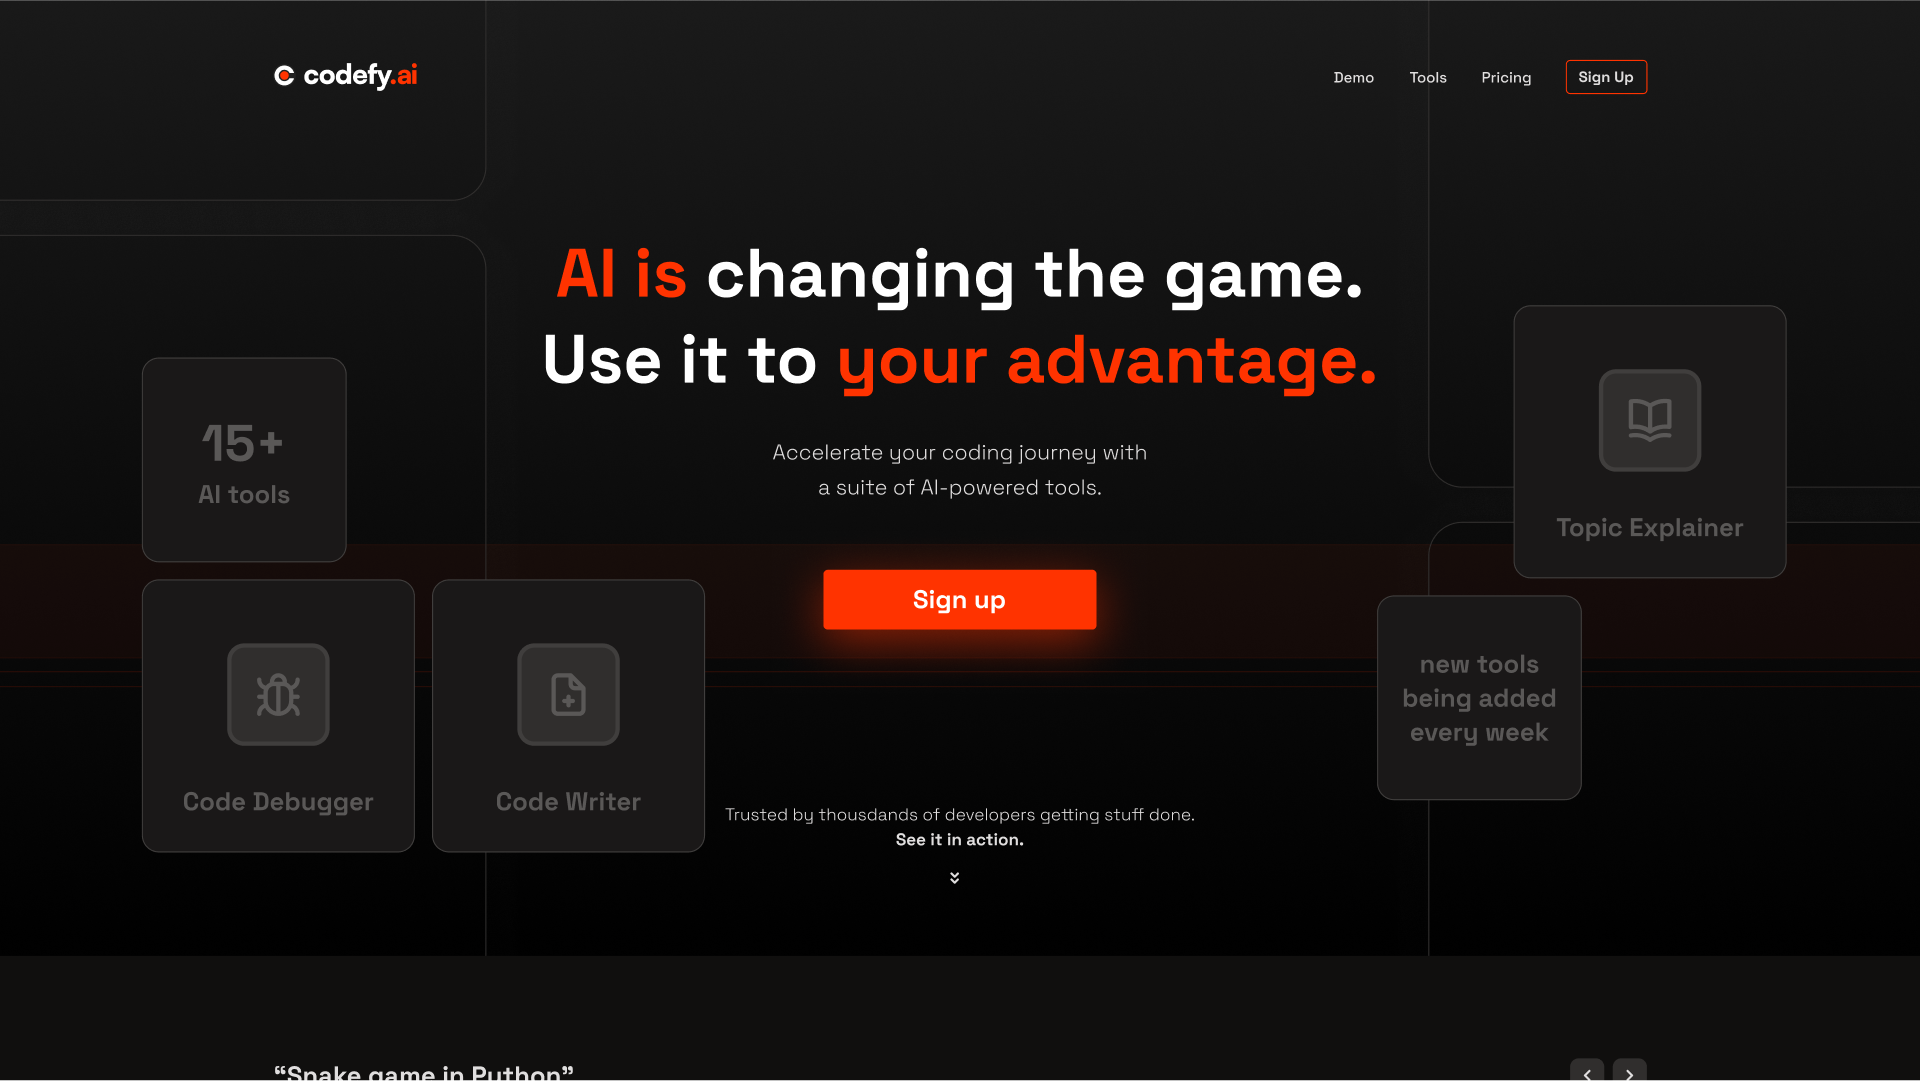 codefy.ai
Demo
Tools
Pricing
Sign Up
AI is changing the game.
Use it to your advantage.
Accelerate your coding journey with
a suite of AI-powered tools.
Sign up
15+
AI tools
Code Debugger
Code Writer
Topic Explainer
new tools
being added
every week
Trusted by thousdands of developers getting stuff done.
See it in action.
“Snake game in Python”